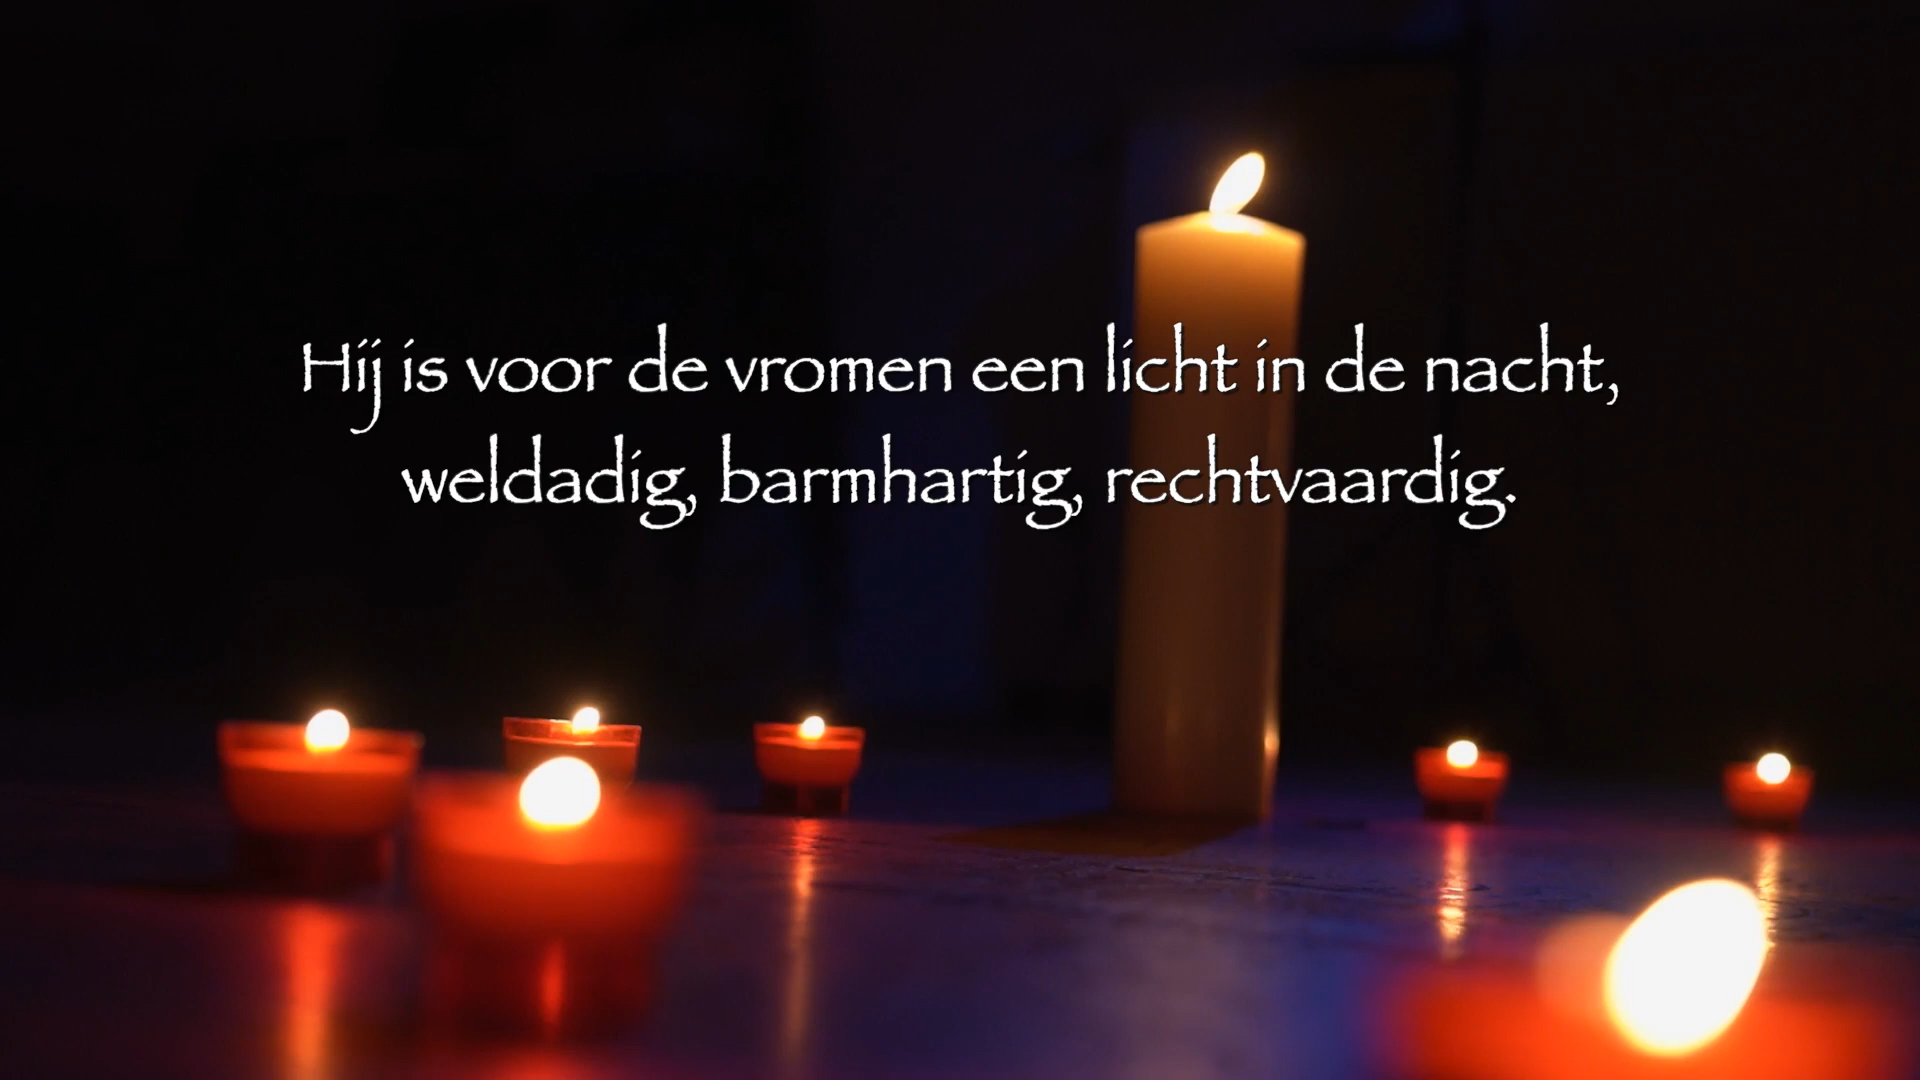 Hij is voor de vromen een licht in de nacht,
weldadig, barmhartig, rechtvaardig.